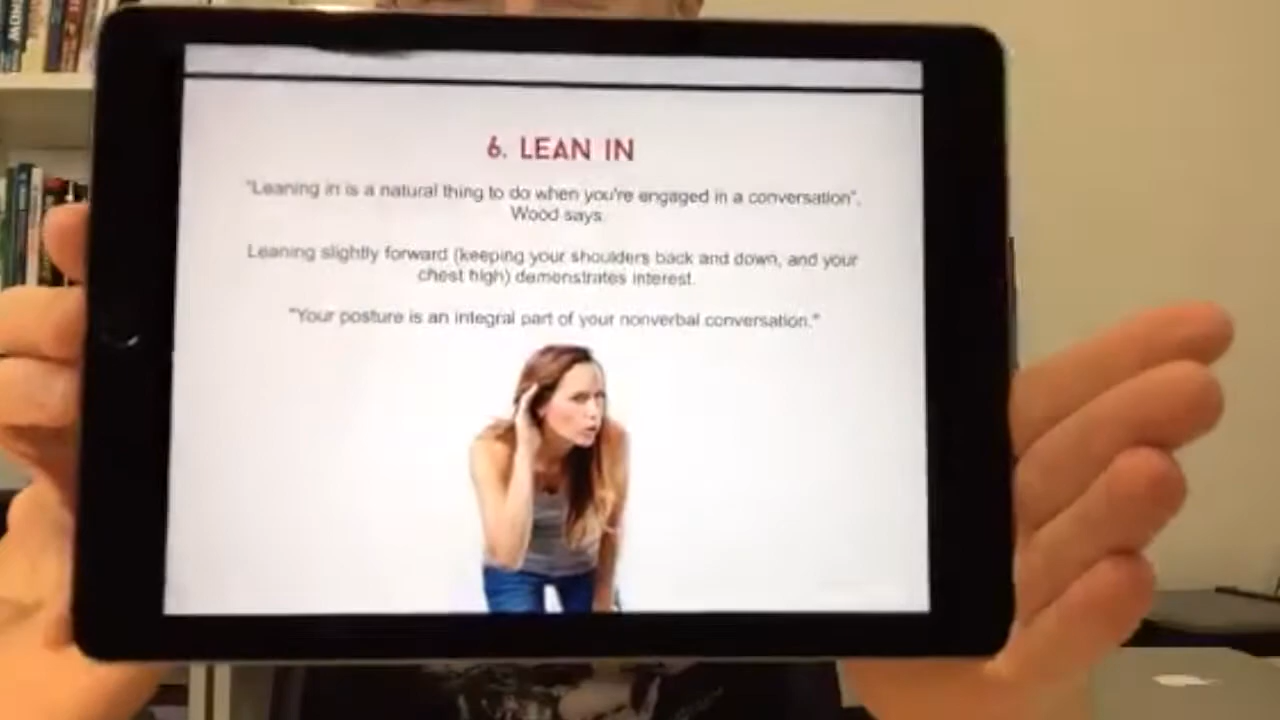 6. LEAN IN
"Leaning in is a natural thing to do when you're engaged in a conversation",
Wood says.
Leaning slightly forward (keeping your shoulders back and down, and your
chest high) demonstrates interest.
"Your posture is an integral part of your nonverbal conversation."